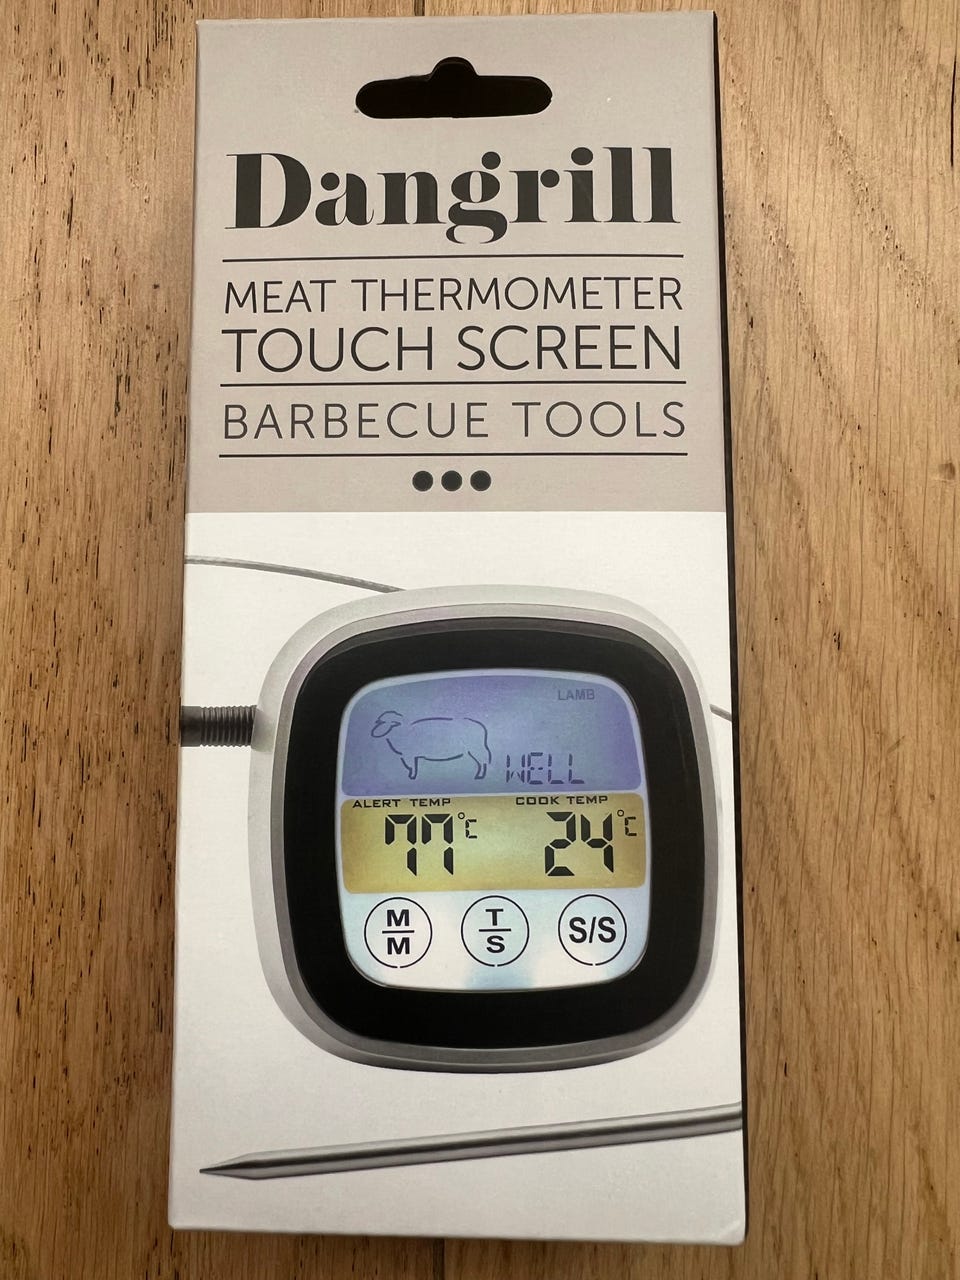 Dangrill
MEAT THERMOMETER
TOUCH SCREEN
BARBECUE TOOLS
LAMB
WELL
ALERT TEMP COOK TEMP
77°C 24°C
M/M T/S S/S